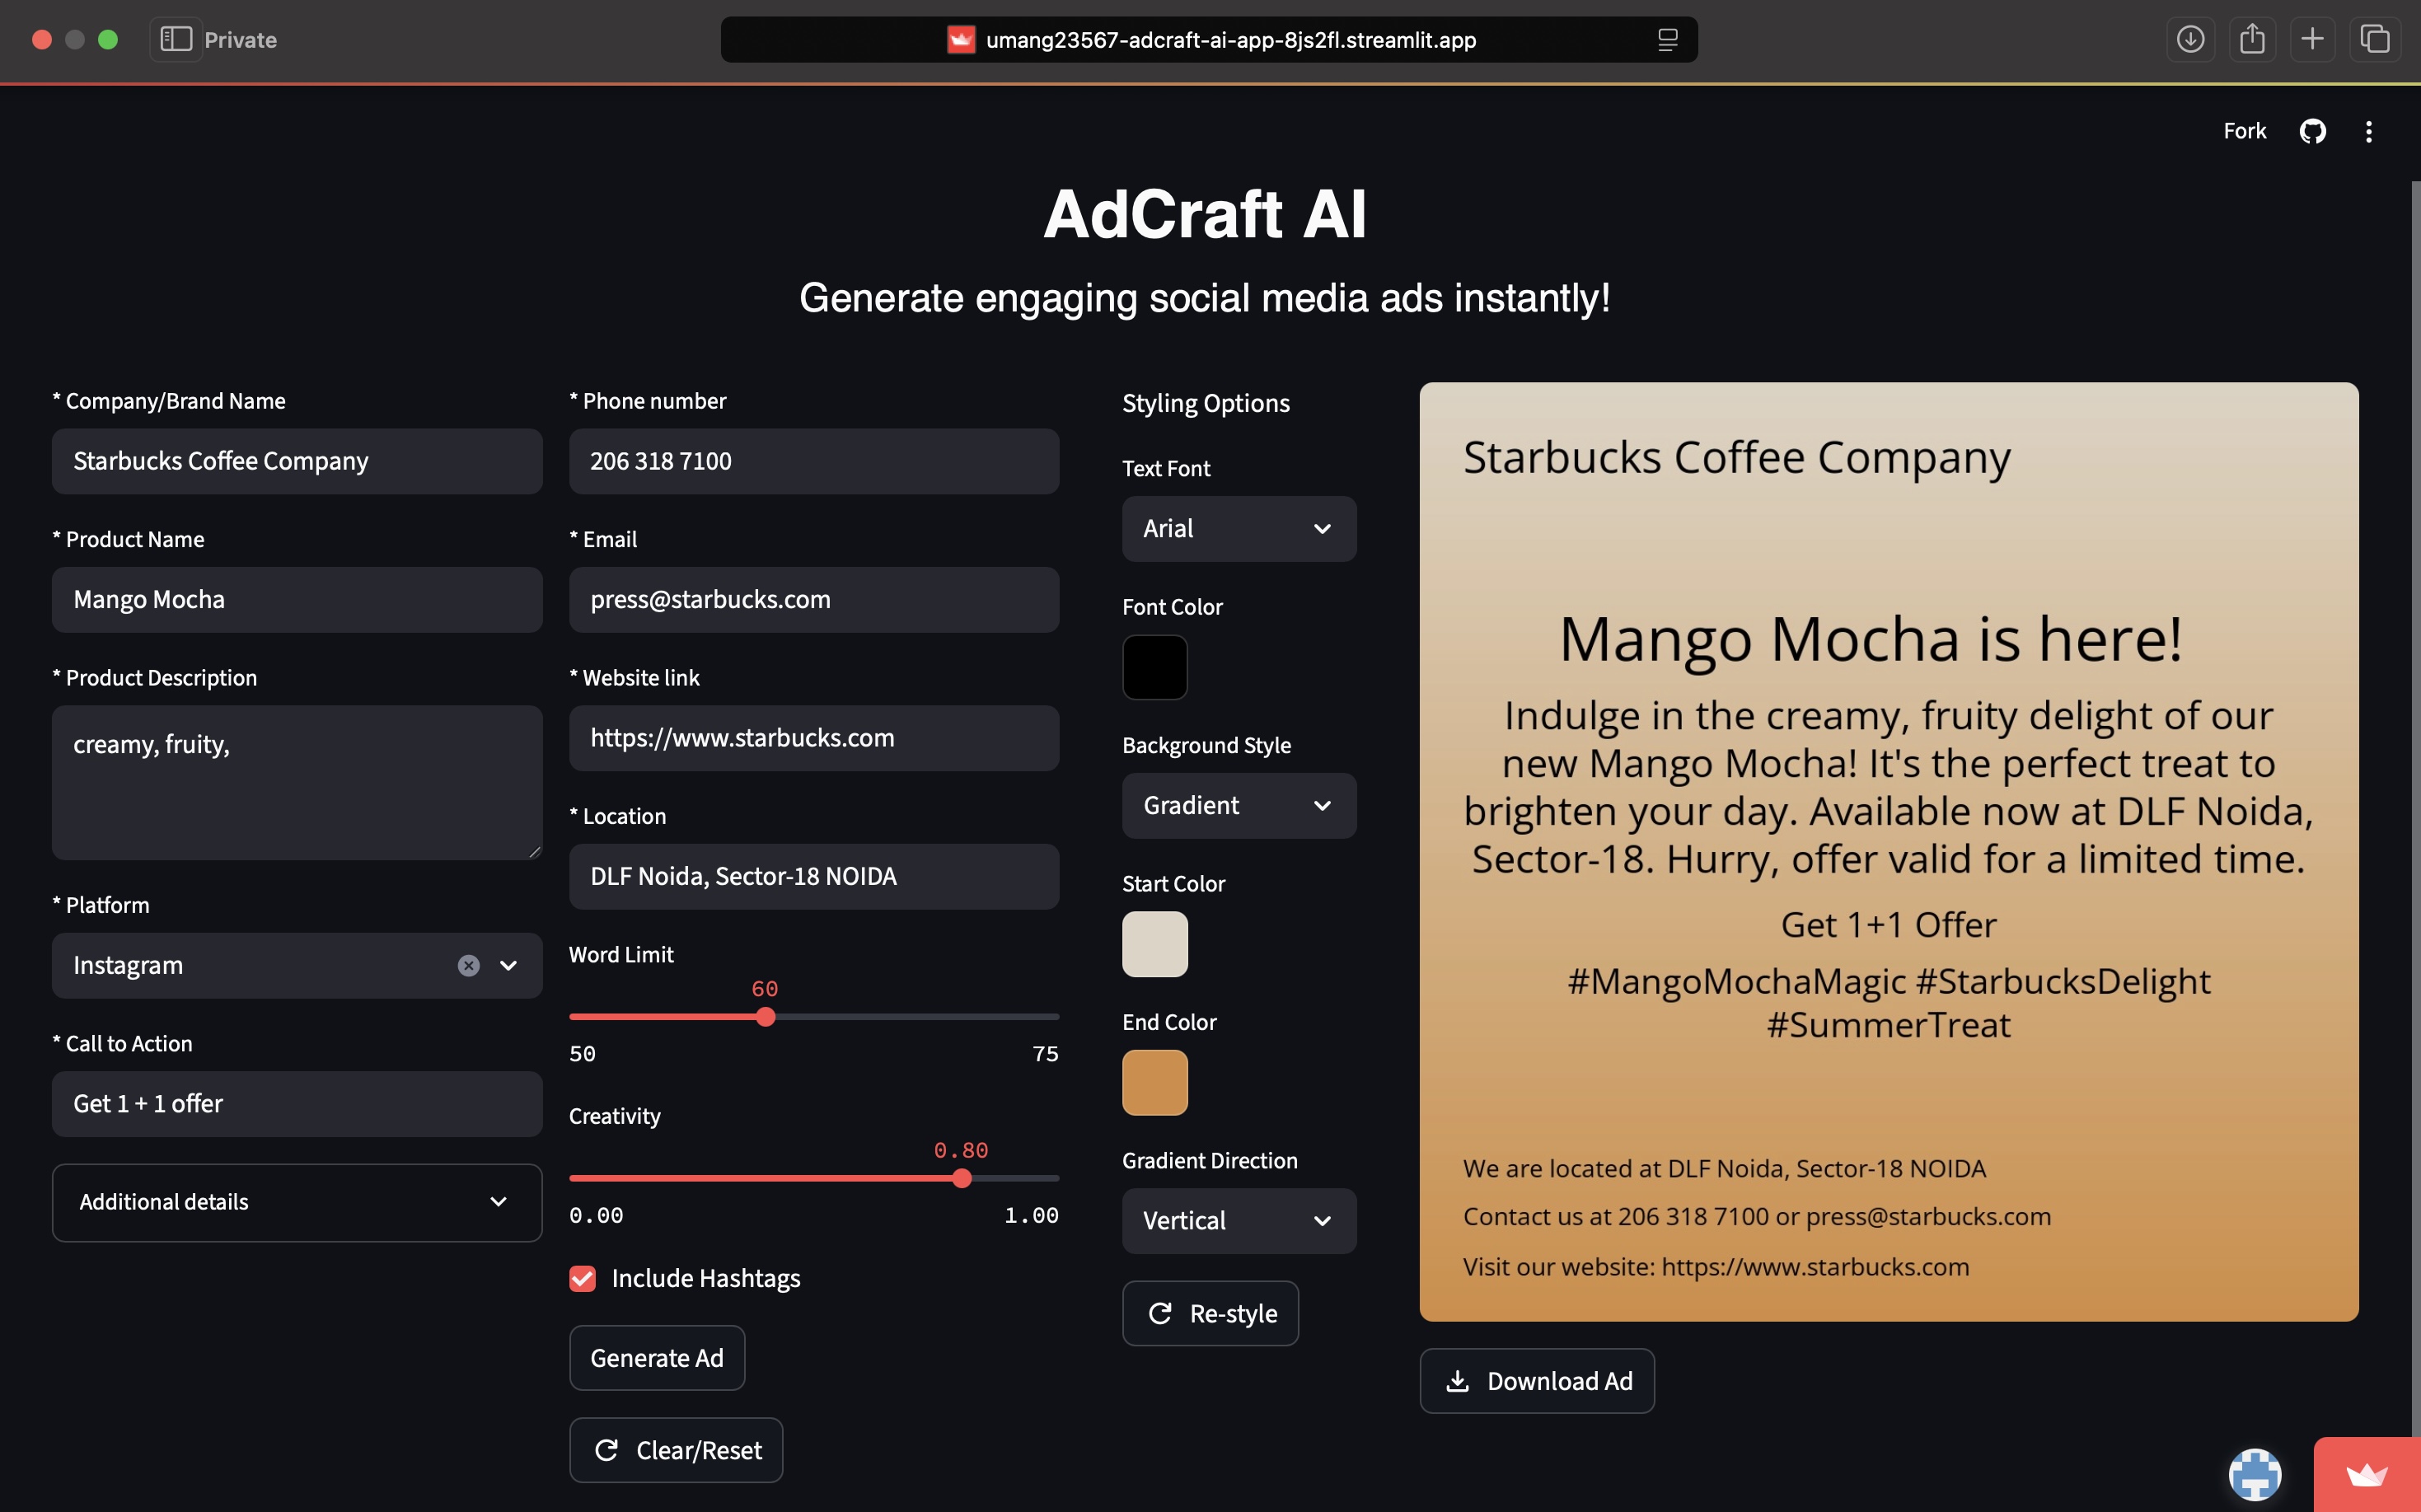 Private
umang23567-adcraft-ai-app-8js2fl.streamlit.app
Fork
AdCraft AI
Generate engaging social media ads instantly!
* Company/Brand Name
Starbucks Coffee Company
* Product Name
Mango Mocha
* Product Description
creamy, fruity,
* Platform
Instagram
* Call to Action
Get 1 + 1 offer
Additional details
* Phone number
206 318 7100
* Email
press@starbucks.com
* Website link
https://www.starbucks.com
* Location
DLF Noida, Sector-18 NOIDA
Word Limit
60
50 75
Creativity
0.80
0.00 1.00
Include Hashtags
Generate Ad
Clear/Reset
Styling Options
Text Font
Arial
Font Color
Background Style
Gradient
Start Color
End Color
Gradient Direction
Vertical
Re-style
Starbucks Coffee Company
Mango Mocha is here!
Indulge in the creamy, fruity delight of our
new Mango Mocha! It's the perfect treat to
brighten your day. Available now at DLF Noida,
Sector-18. Hurry, offer valid for a limited time.
Get 1+1 Offer
#MangoMochaMagic #StarbucksDelight
#SummerTreat
We are located at DLF Noida, Sector-18 NOIDA
Contact us at 206 318 7100 or press@starbucks.com
Visit our website: https://www.starbucks.com
Download Ad